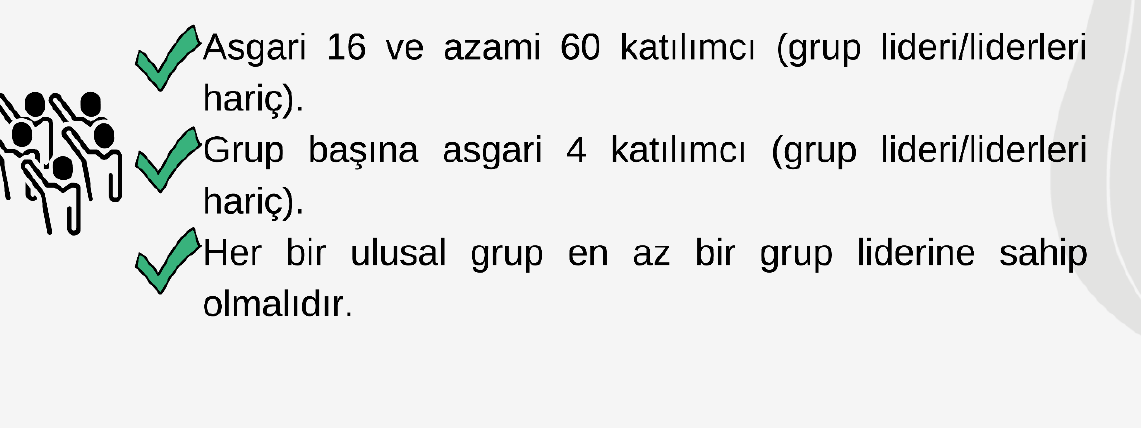 Asgari 16 ve azami 60 katılımcı (grup lideri/liderleri
hariç).
Grup başına asgari 4 katılımcı (grup lideri/liderleri
hariç).
Her bir ulusal grup en az bir grup liderine sahip
olmalıdır.